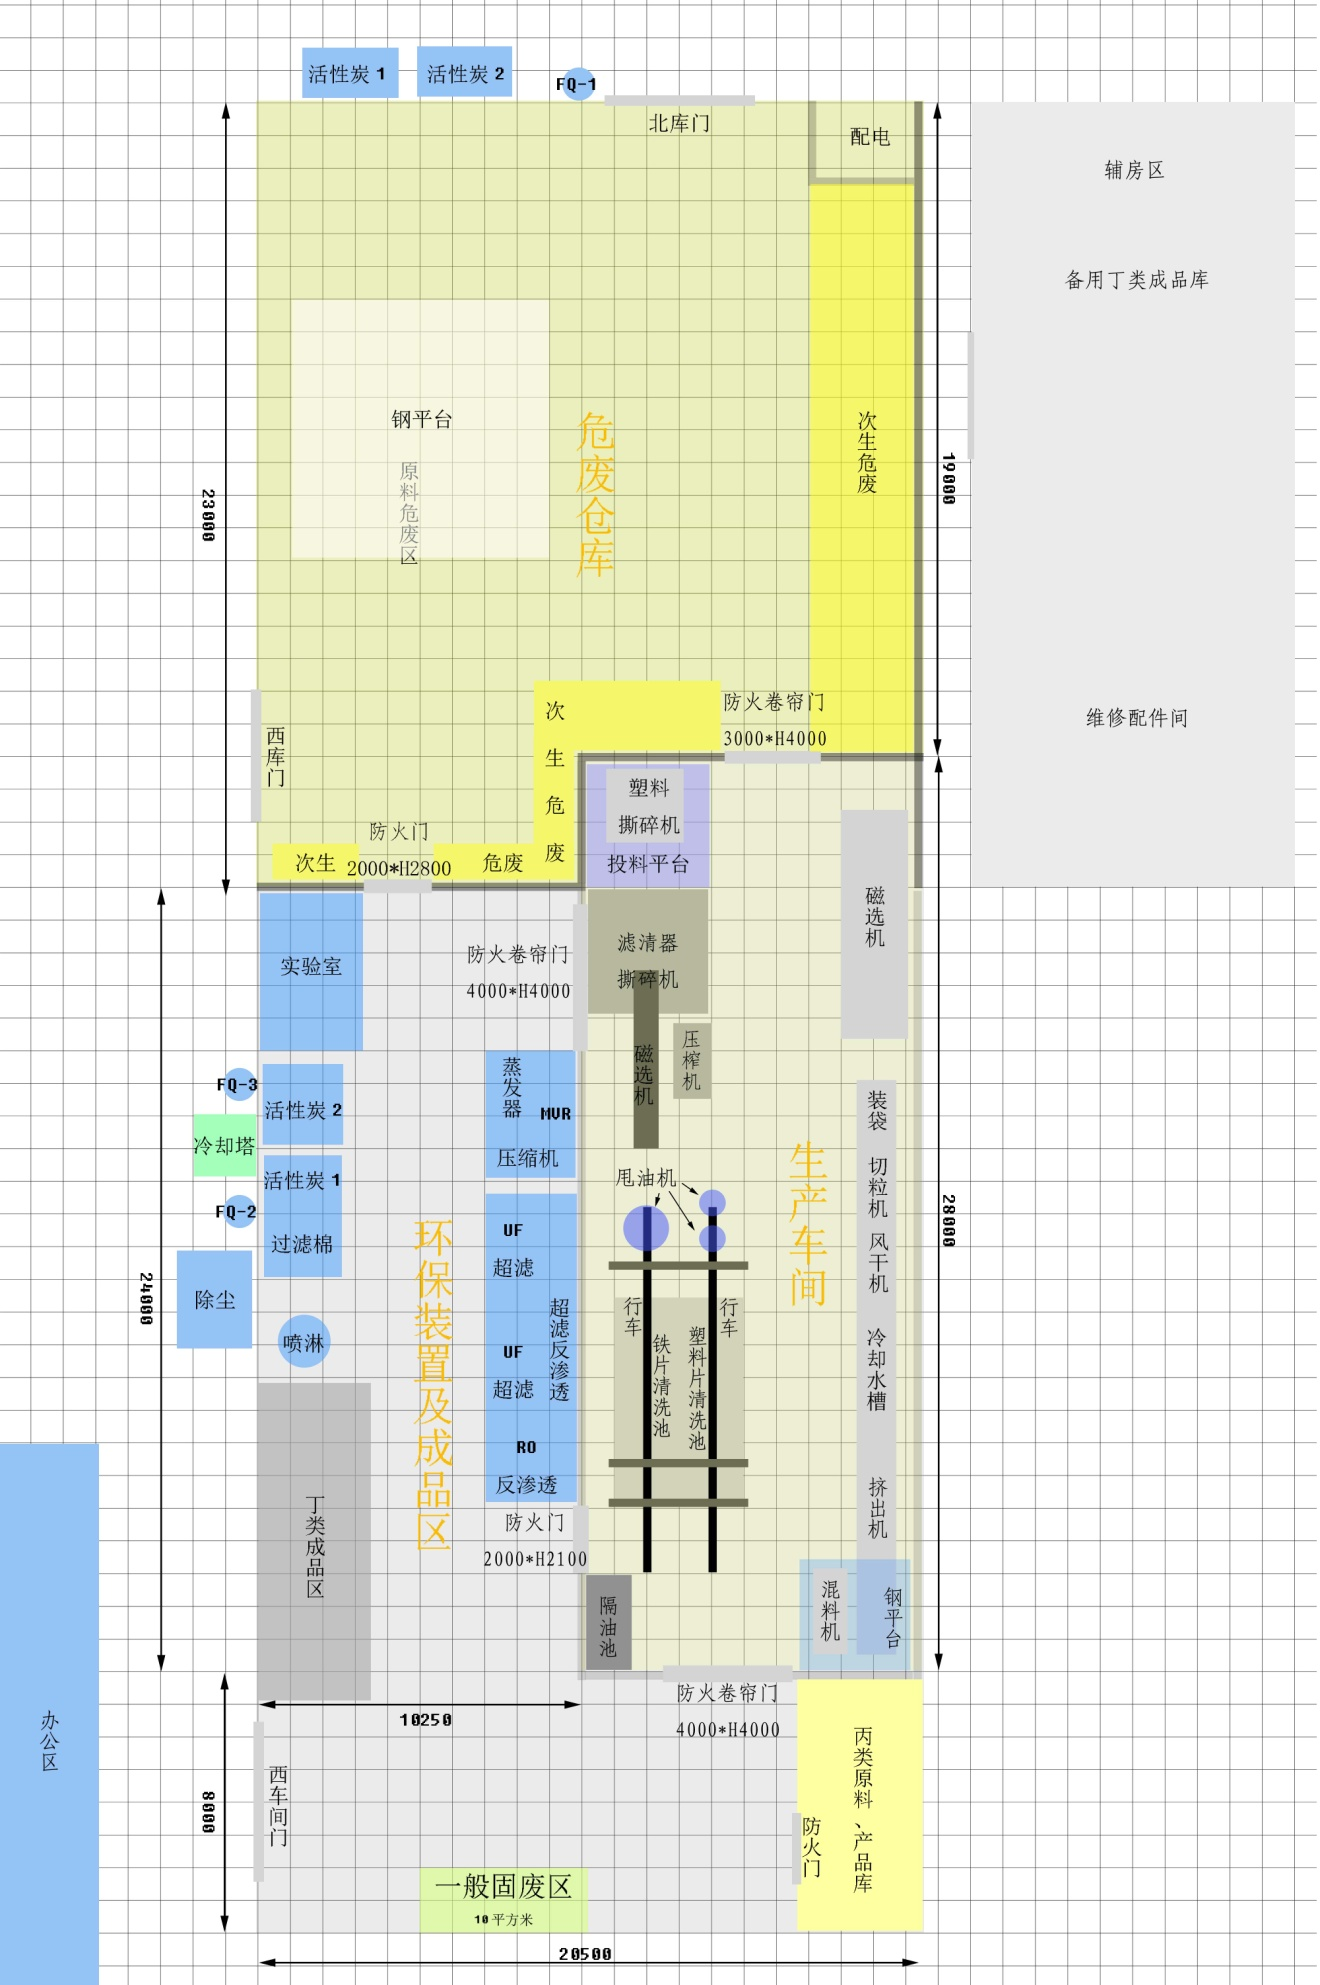 活性炭 1
活性炭 2
FQ-1
北库门
配电
辅房区
备用丁类成品库
钢平台
原料危废区
危废仓库
次生危废
23000
19000
维修配件间
西库门
次生危废
防火卷帘门
3000*H4000
防火门
2000*H2800
次生
危废
塑料
撕碎机
投料平台
磁选机
实验室
防火卷帘门
4000*H4000
滤清器
撕碎机
磁选机
压榨机
FQ-3
活性炭 2
冷却塔
活性炭 1
FQ-2
过滤棉
除尘
喷淋
24000
蒸发器
MVR
压缩机
UF
超滤
UF
超滤
超滤反渗透
RO
反渗透
环保装置及成品区
甩油机
行车
铁片清洗池
塑料片清洗池
行车
生产车间
装袋
切粒机
风干机
冷却水槽
挤出机
28000
丁类成品区
防火门
2000*H2100
隔油池
混料机
钢平台
防火卷帘门
4000*H4000
10250
办公区
西车间门
8000
丙类原料、产品库
防火门
一般固废区
10 平方米
20500